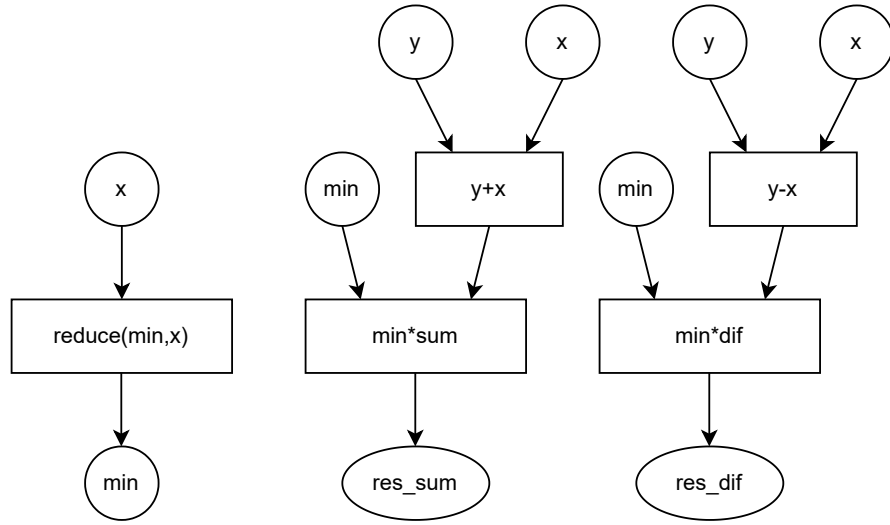 y
x
y
x
x
min
y+x
min
y-x
reduce(min,x)
min*sum
min*dif
min
res_sum
res_dif